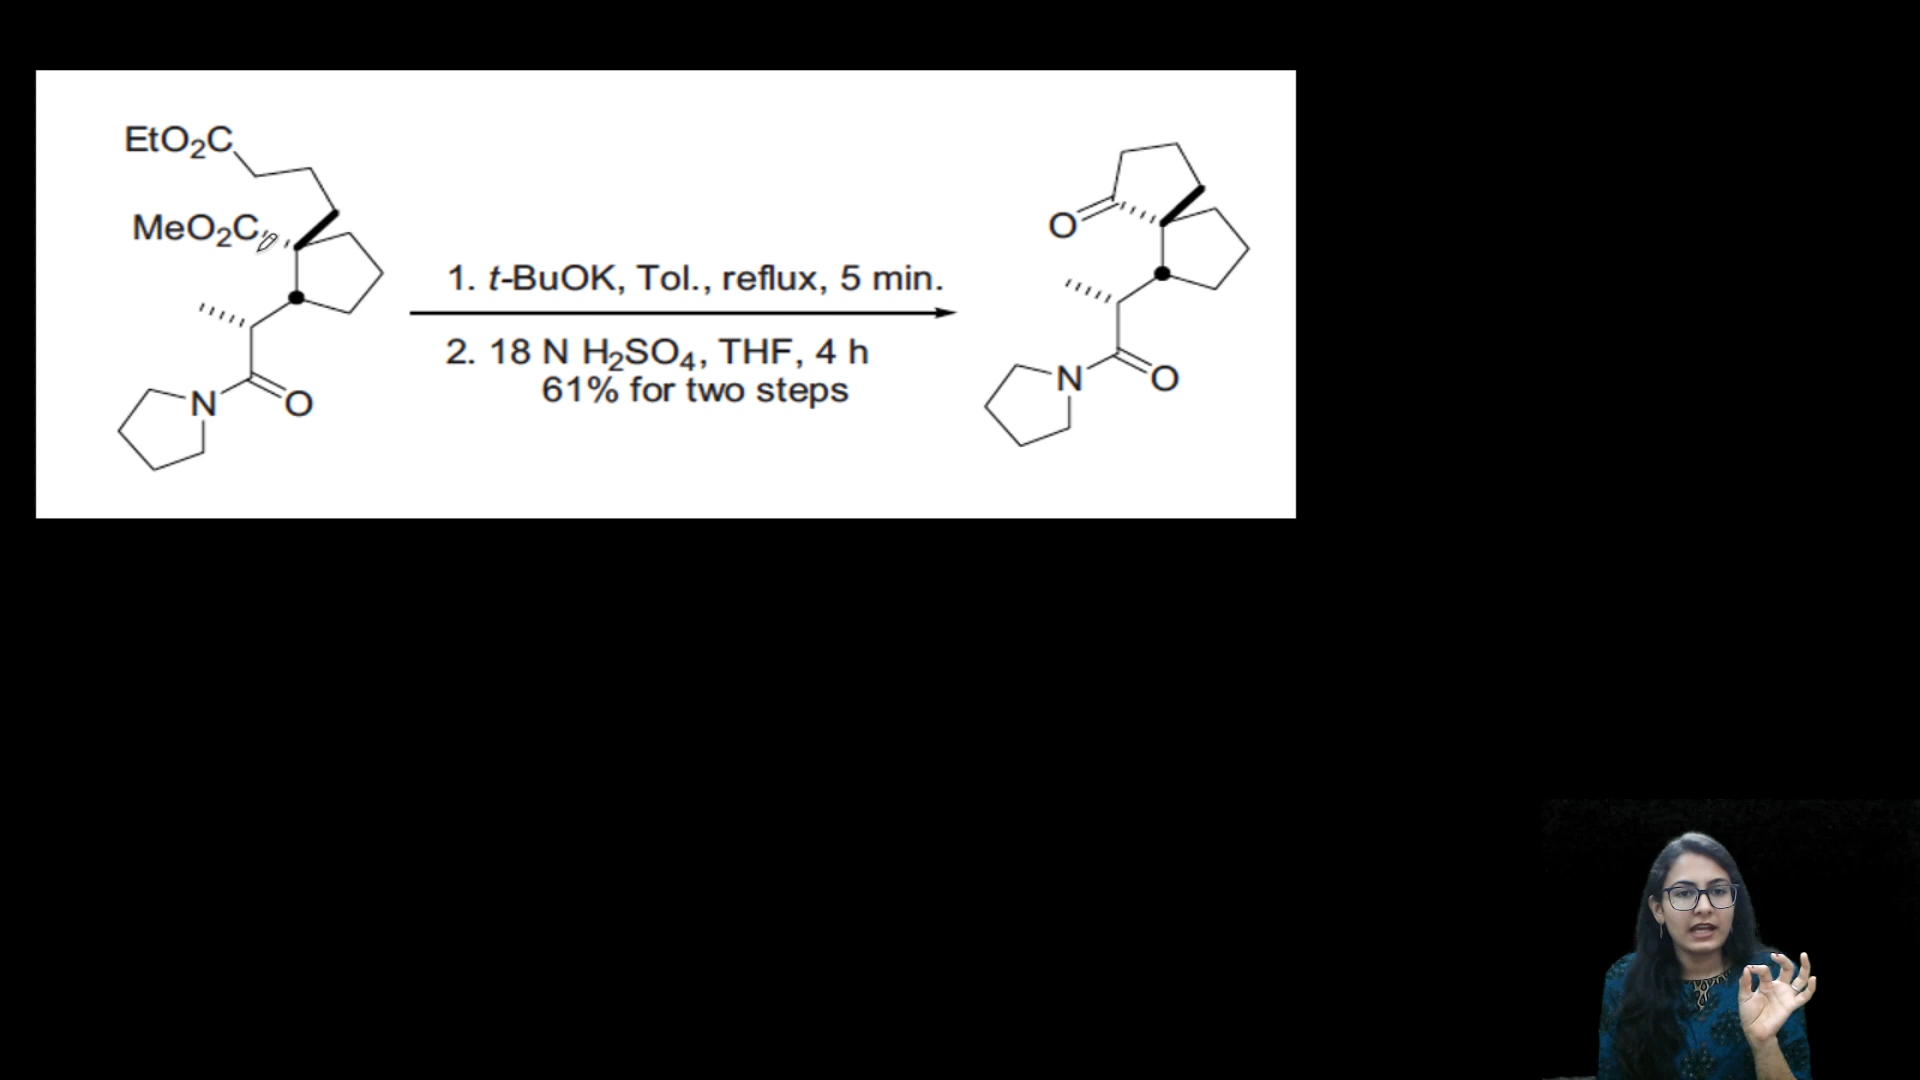 EtO2C
MeO2C
N
O
1. t-BuOK, Tol., reflux, 5 min.
2. 18 N H2SO4, THF, 4 h
61% for two steps
O
N
O